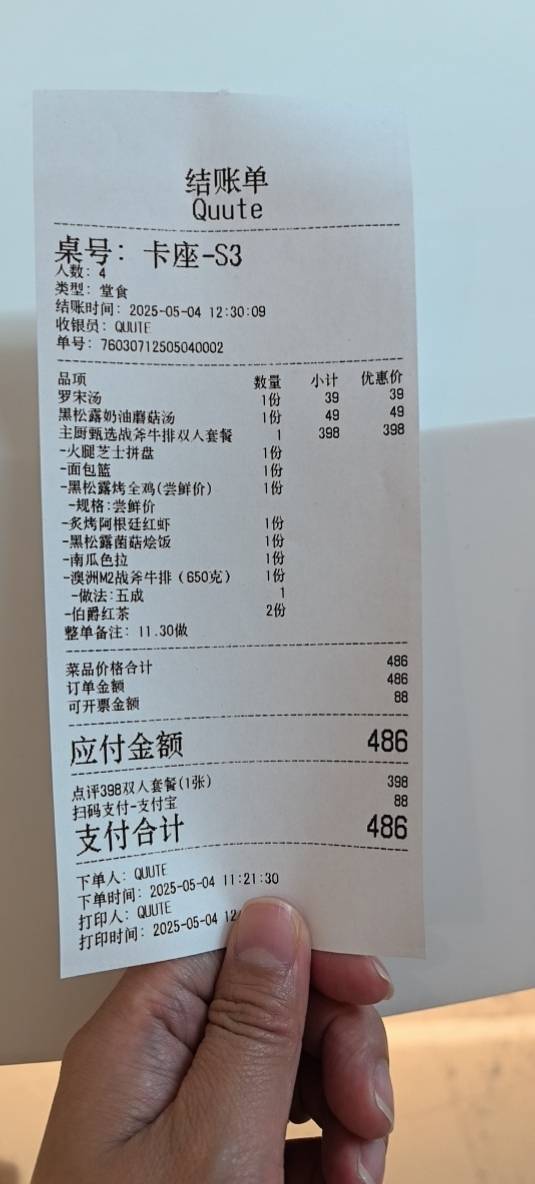 结账单
Quute
桌号: 卡座-S3
人数: 4
类型: 堂食
结账时间: 2025-05-04 12:30:09
收银员: QUUTE
单号: 76030712505040002
品项 数量 小计 优惠价
罗宋汤 1份 39 39
黑松露奶油蘑菇汤 1份 49 49
主厨甄选战斧牛排双人套餐 1 398 398
-火腿芝士拼盘 1份
-面包篮 1份
-黑松露烤全鸡(尝鲜价) 1份
-规格:尝鲜价
-炙烤阿根廷红虾 1份
-黑松露菌菇烩饭 1份
-南瓜色拉 1份
-澳洲M2战斧牛排（650克） 1份
-做法:五成 1
-伯爵红茶 2份
整单备注: 11.30做
菜品价格合计 486
订单金额 486
可开票金额 88
应付金额 486
点评398双人套餐(1张) 398
扫码支付-支付宝 88
支付合计 486
下单人: QUUTE
下单时间: 2025-05-04 11:21:30
打印人: QUUTE
打印时间: 2025-05-04